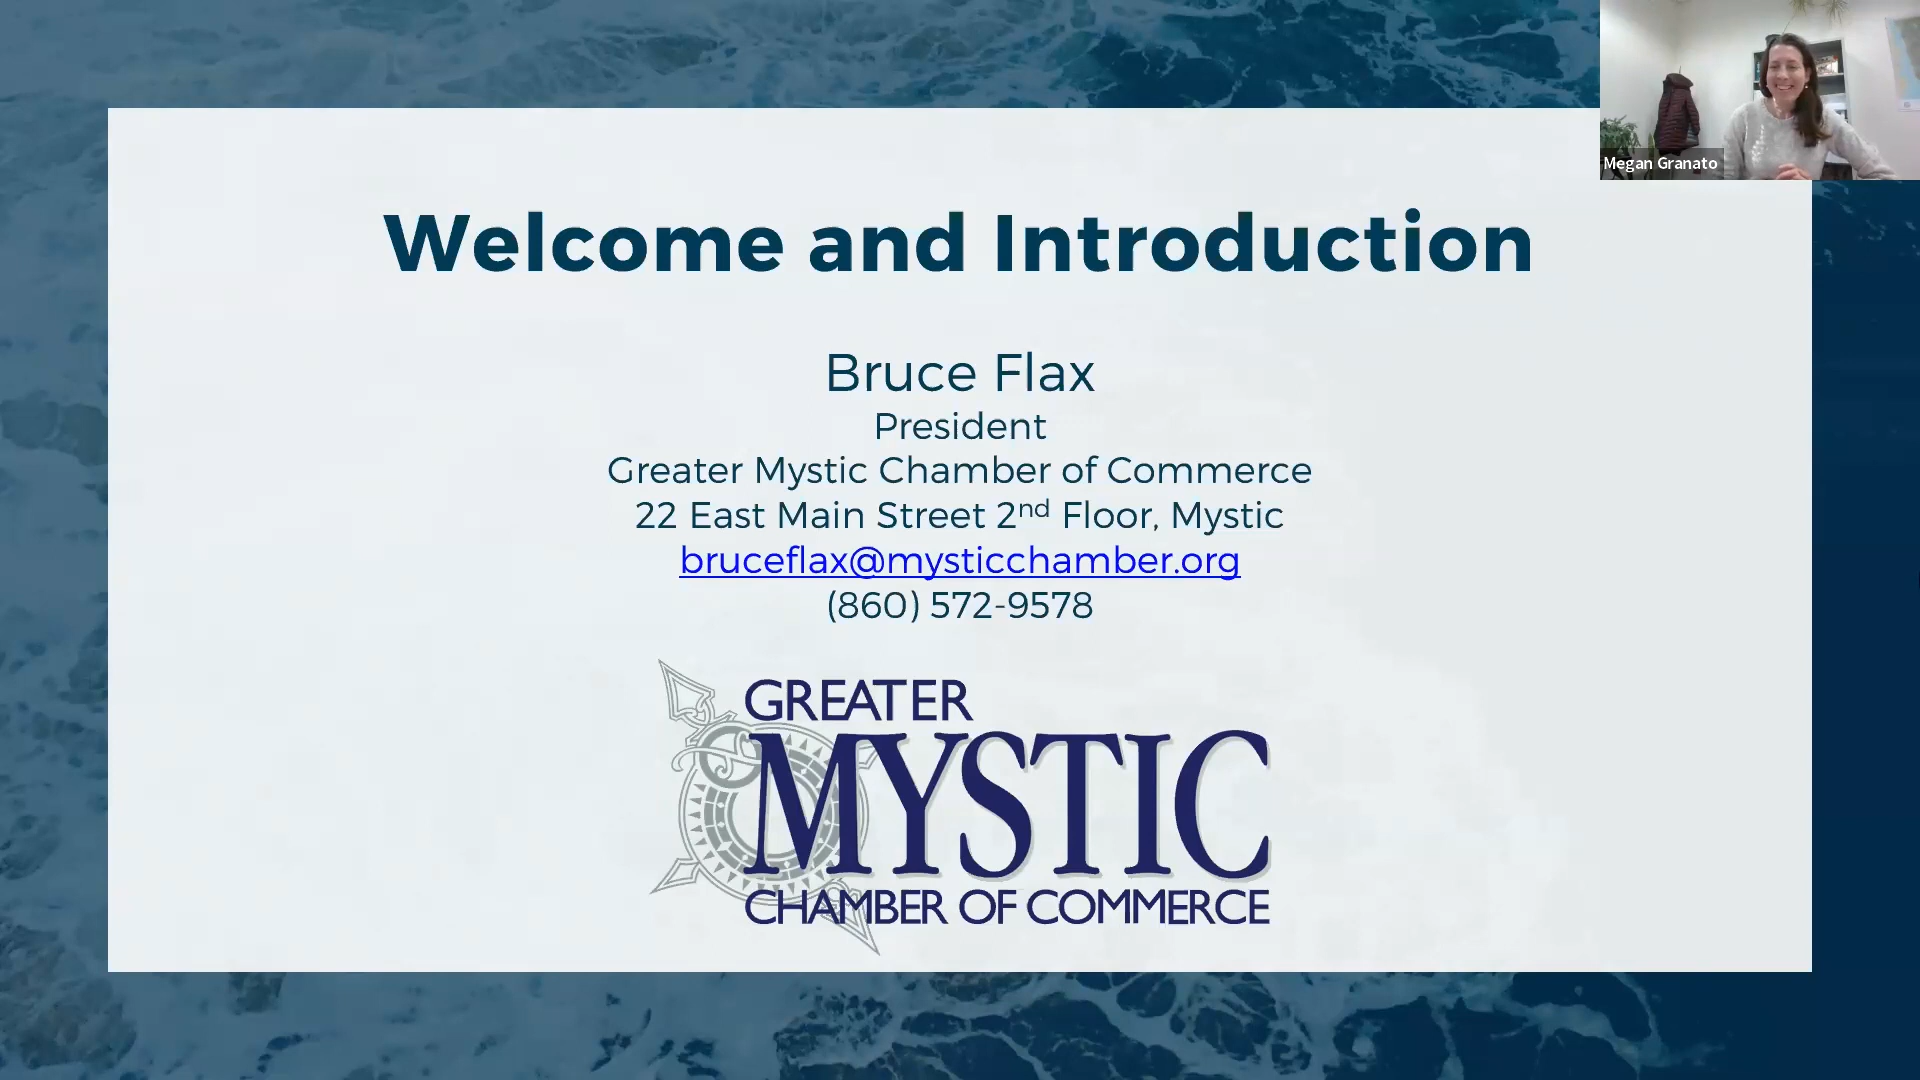 Megan Granato
Welcome and Introduction
Bruce Flax
President
Greater Mystic Chamber of Commerce
22 East Main Street 2nd Floor, Mystic
bruceflax@mysticchamber.org
(860) 572-9578
GREATER
MYSTIC
CHAMBER OF COMMERCE